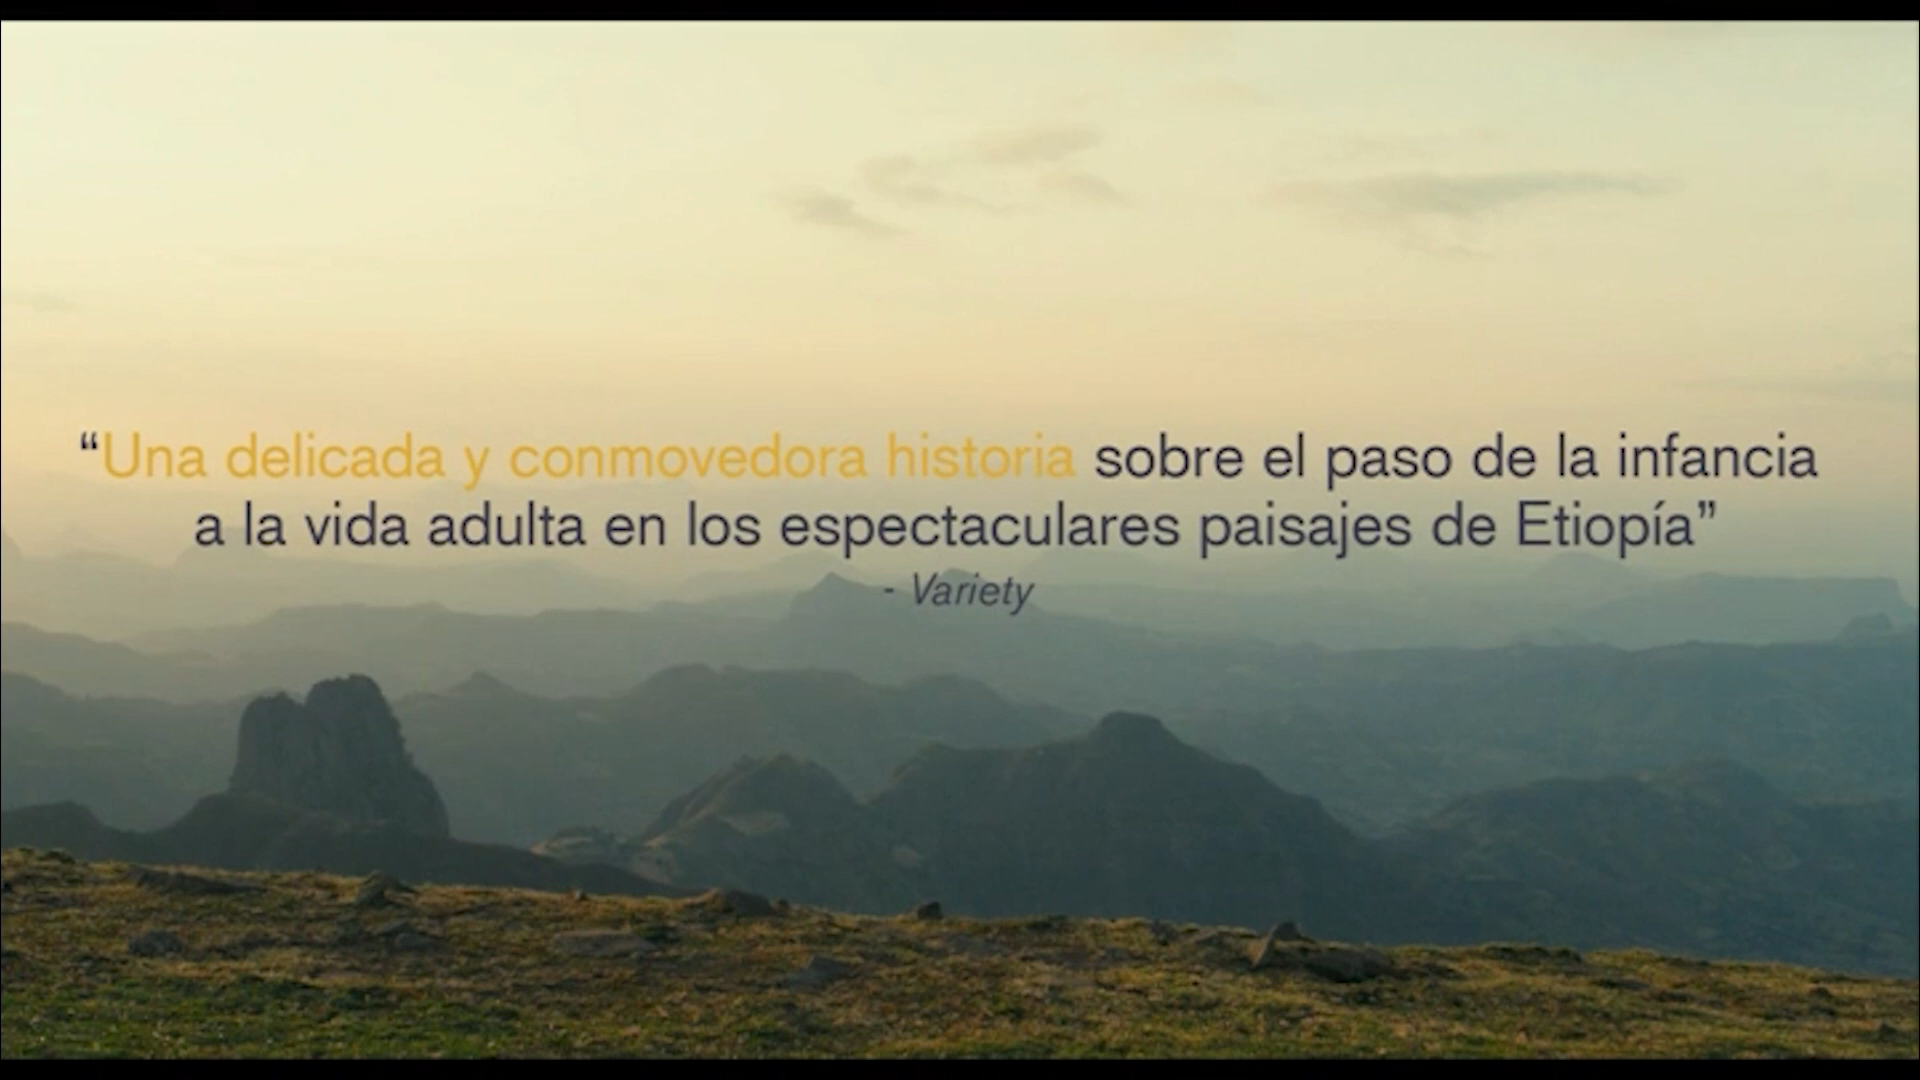 “Una delicada y conmovedora historia sobre el paso de la infancia
a la vida adulta en los espectaculares paisajes de Etiopía”
- Variety